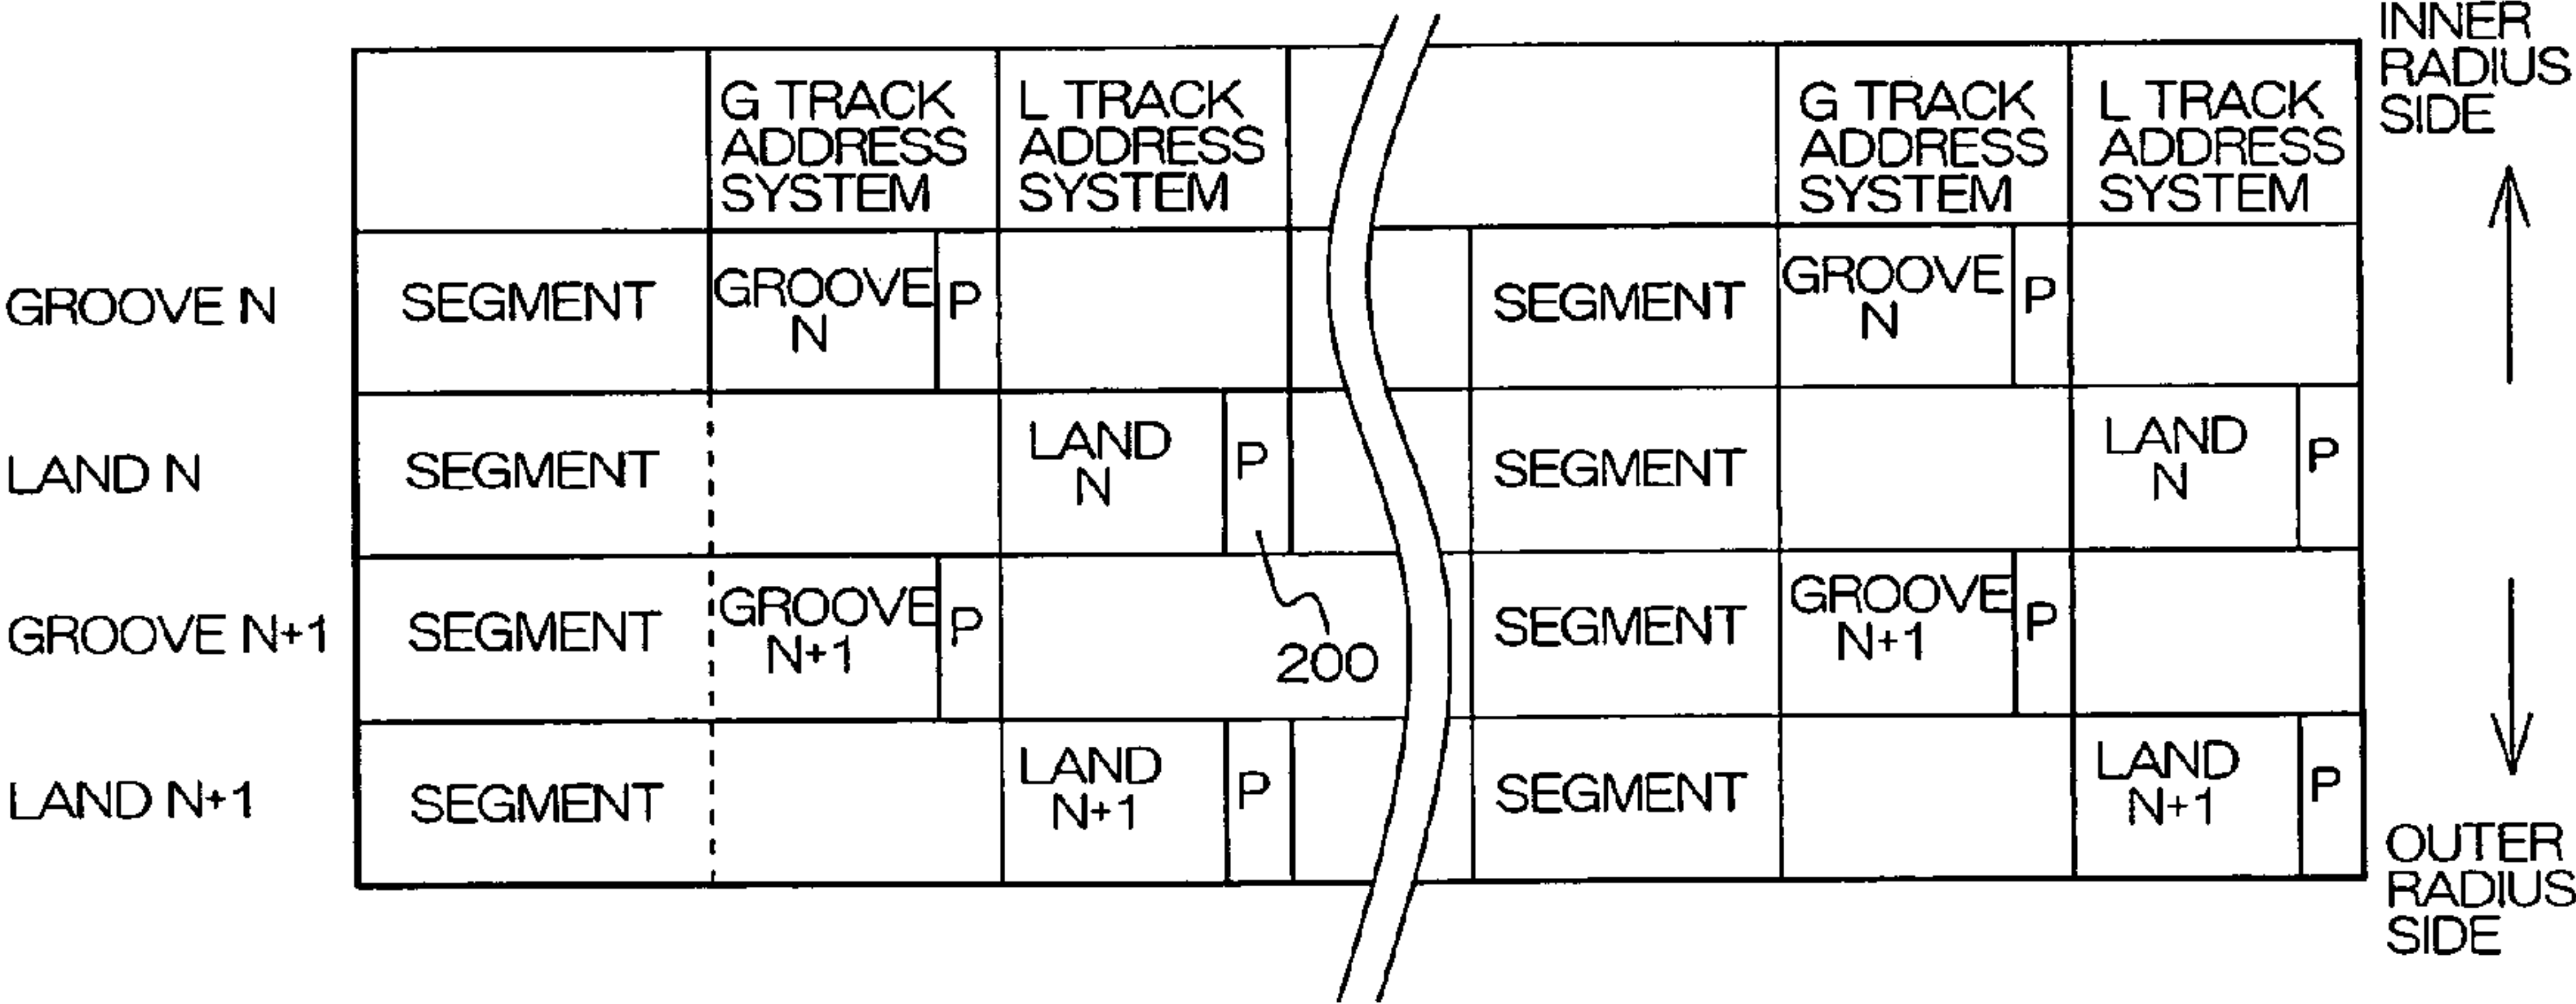 INNER
RADIUS
SIDE
G TRACK
ADDRESS
SYSTEM
L TRACK
ADDRESS
SYSTEM
G TRACK
ADDRESS
SYSTEM
L TRACK
ADDRESS
SYSTEM
GROOVE N
SEGMENT
GROOVE
N
P
SEGMENT
GROOVE
N
P
LAND N
SEGMENT
LAND
N
P
SEGMENT
LAND
N
P
GROOVE N+1
SEGMENT
GROOVE
N+1
P
200
SEGMENT
GROOVE
N+1
P
LAND N+1
SEGMENT
LAND
N+1
P
SEGMENT
LAND
N+1
P
OUTER
RADIUS
SIDE